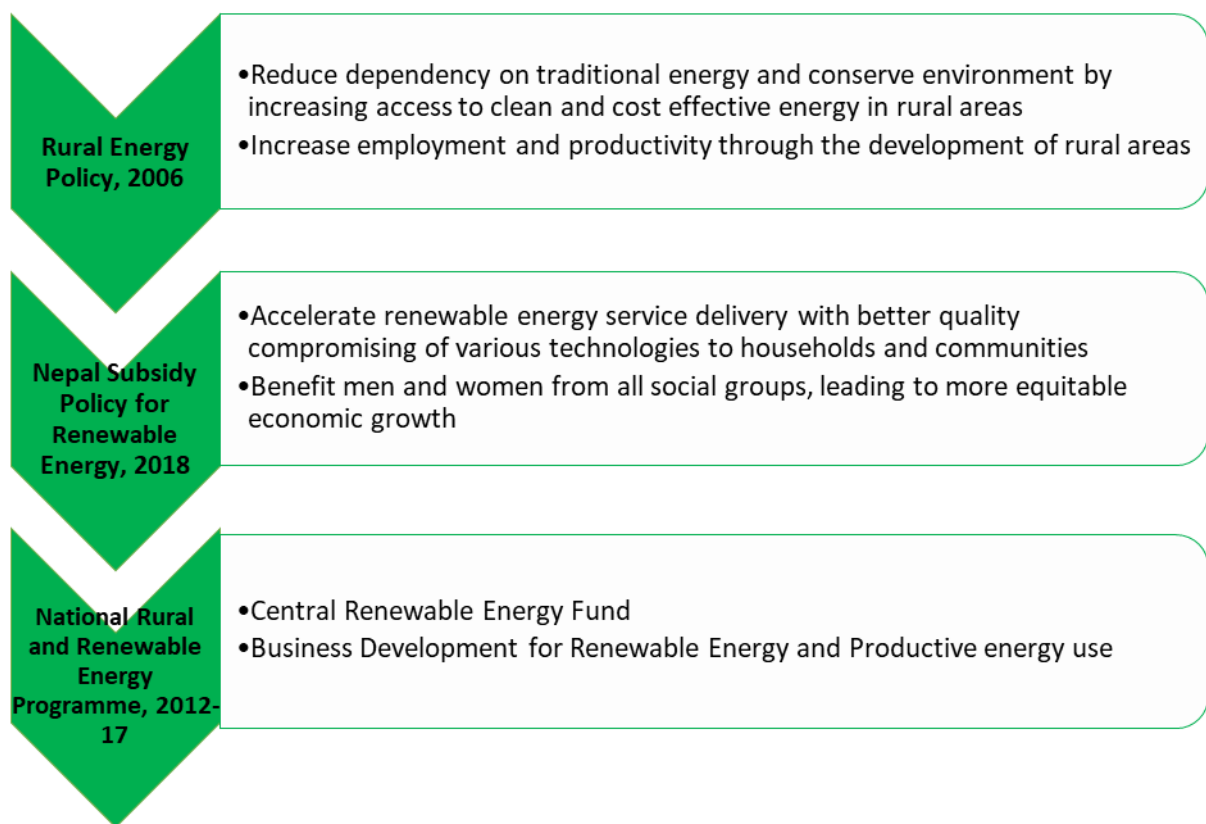 Rural Energy
Policy, 2006
•Reduce dependency on traditional energy and conserve environment by
increasing access to clean and cost effective energy in rural areas
•Increase employment and productivity through the development of rural areas
Nepal Subsidy
Policy for
Renewable
Energy, 2018
•Accelerate renewable energy service delivery with better quality
compromising of various technologies to households and communities
•Benefit men and women from all social groups, leading to more equitable
economic growth
National Rural
and Renewable
Energy
Programme, 2012-
17
•Central Renewable Energy Fund
•Business Development for Renewable Energy and Productive energy use